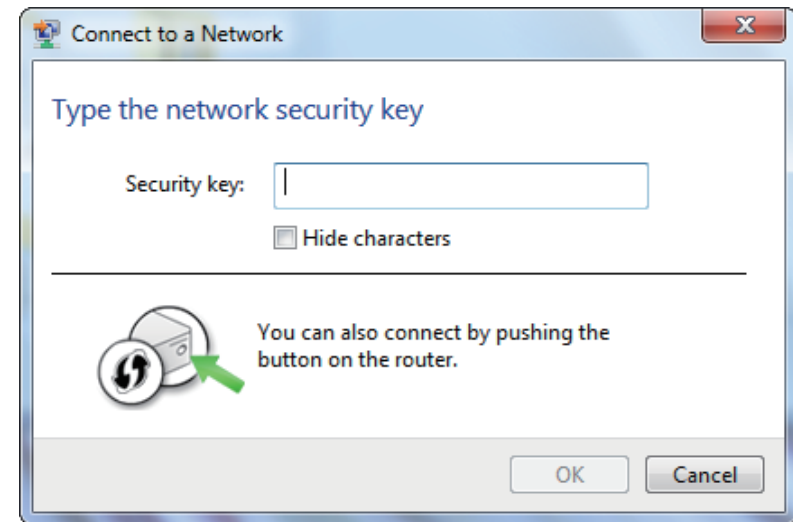 Connect to a Network
Type the network security key
Security key:
Hide characters
You can also connect by pushing the
button on the router.
OK
Cancel